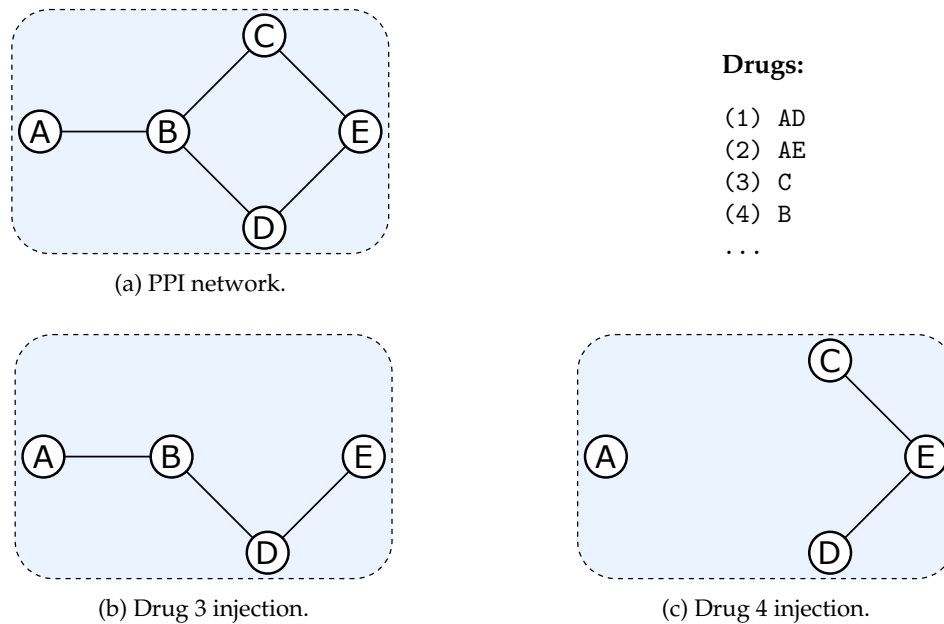 C
A B E
D
(a) PPI network.
Drugs:
(1) AD
(2) AE
(3) C
(4) B
...
A B E
D
(b) Drug 3 injection.
C
A E
D
(c) Drug 4 injection.